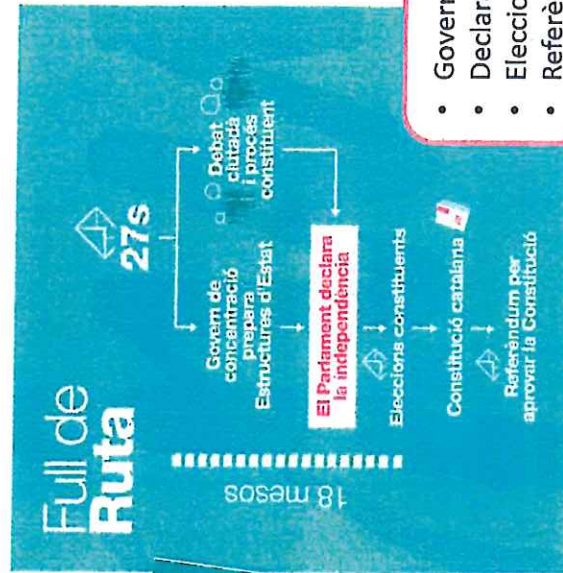 Full de
Ruta
27s
Govern de
concentració
prepara
Estructures d'Estat
Debat
ciutadà
i procés
constituent
El Parlament declara
la independència
Eleccions constituents
Constitució catalana
Referèndum per
aprovar la Constitució
18 mesos
• Govern
• Declara
• Eleccio
• Referè